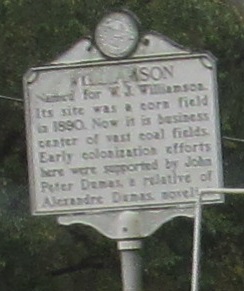 WILLIAMSON
Named for W. J. Williamson.
Its site was a corn field
in 1890. Now it is business
center of vast coal fields.
Early colonization efforts
here were supported by John
Peter Dumas, a relative of
Alexandre Dumas, novelist